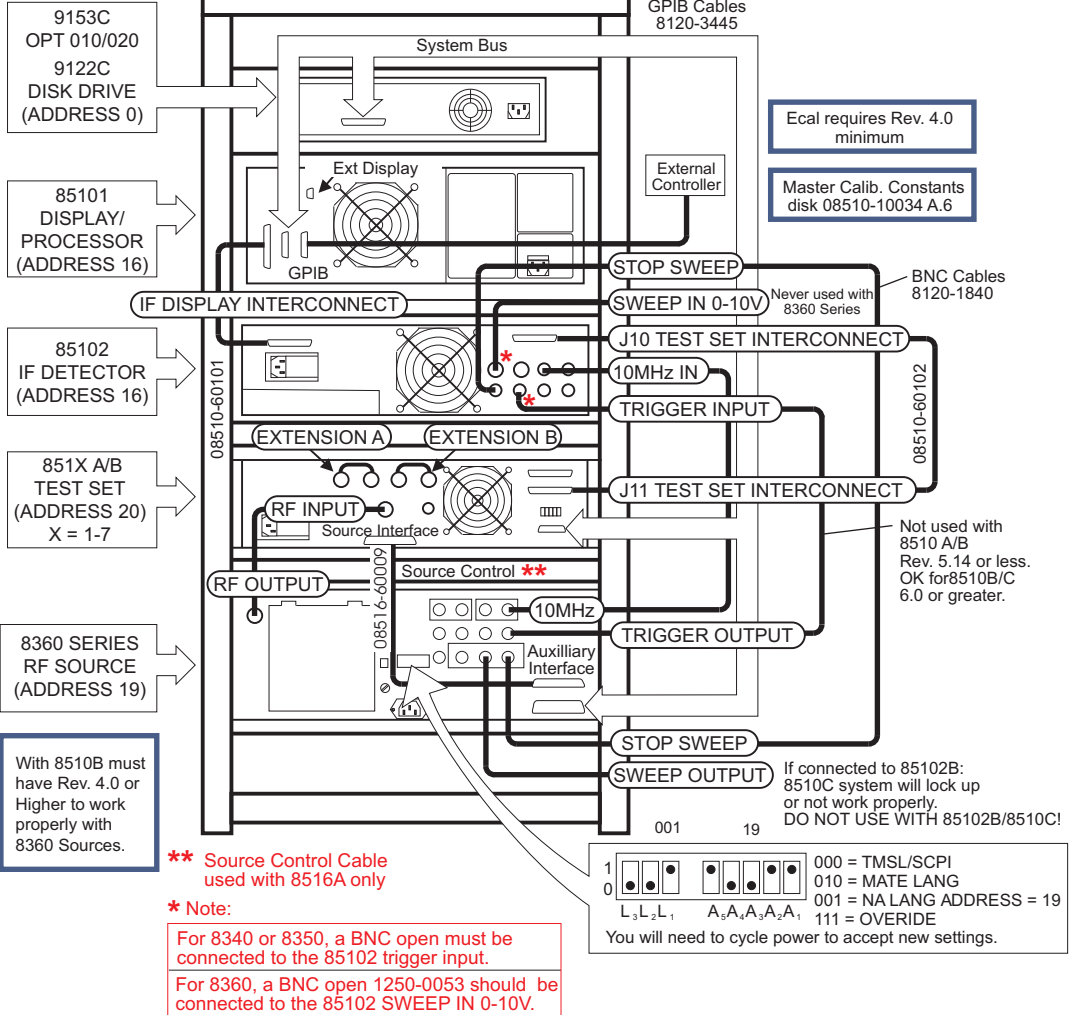 GPIB Cables
8120-3445
9153C
OPT 010/020
9122C
DISK DRIVE
(ADDRESS 0)
System Bus
Ecal requires Rev. 4.0
minimum
Master Calib. Constants
disk 08510-10034 A.6
External
Controller
Ext Display
GPIB
85101
DISPLAY/
PROCESSOR
(ADDRESS 16)
STOP SWEEP
BNC Cables
8120-1840
IF DISPLAY INTERCONNECT
SWEEP IN 0-10V
Never used with
8360 Series
J10 TEST SET INTERCONNECT
85102
IF DETECTOR
(ADDRESS 16)
*
10MHz IN
*
TRIGGER INPUT
08510-60101
08510-60102
EXTENSION A
EXTENSION B
851X A/B
TEST SET
(ADDRESS 20)
X = 1-7
J11 TEST SET INTERCONNECT
RF INPUT
Source Interface
Not used with
8510 A/B
Rev. 5.14 or less.
OK for8510B/C
6.0 or greater.
08516-60009
Source Control **
RF OUTPUT
10MHz
TRIGGER OUTPUT
8360 SERIES
RF SOURCE
(ADDRESS 19)
Auxilliary
Interface
STOP SWEEP
SWEEP OUTPUT
If connected to 85102B:
8510C system will lock up
or not work properly.
DO NOT USE WITH 85102B/8510C!
With 8510B must
have Rev. 4.0 or
Higher to work
properly with
8360 Sources.
** Source Control Cable
used with 8516A only
* Note:
For 8340 or 8350, a BNC open must be
connected to the 85102 trigger input.
For 8360, a BNC open 1250-0053 should be
connected to the 85102 SWEEP IN 0-10V.
001 19
1
0
L3L2L1 A5A4A3A2A1
000 = TMSL/SCPI
010 = MATE LANG
001 = NA LANG ADDRESS = 19
111 = OVERIDE
You will need to cycle power to accept new settings.